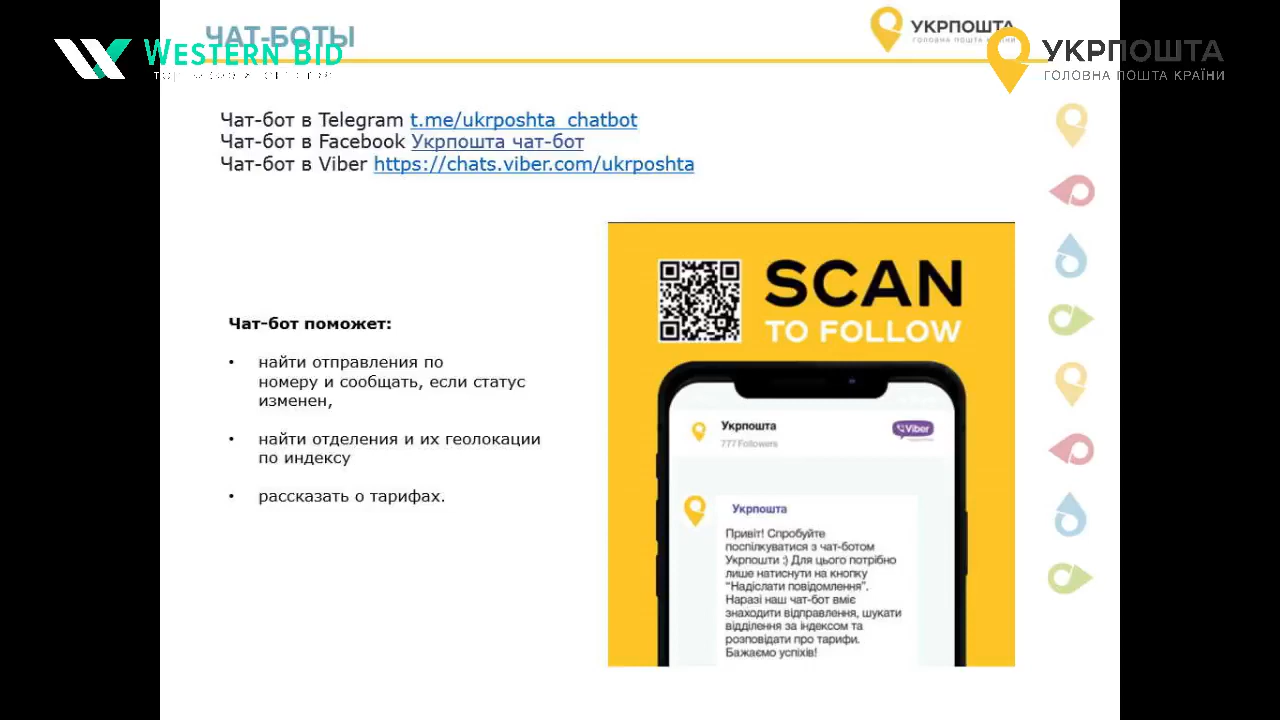 ЧАТ-БОТЫ
WESTERN BID
УКРПОШТА
ГОЛОВНА ПОШТА КРАЇНИ
УКРПОШТА
ГОЛОВНА ПОШТА КРАЇНИ
Чат-бот в Telegram t.me/ukrposhta_chatbot
Чат-бот в Facebook Укрпошта чат-бот
Чат-бот в Viber https://chats.viber.com/ukrposhta
Чат-бот поможет:
• найти отправления по
номеру и сообщать, если статус
изменен,
• найти отделения и их геолокации
по индексу
• рассказать о тарифах.
SCAN
TO FOLLOW
Укрпошта
777 Followers
Viber
Укрпошта
Привіт! Спробуйте
поспілкуватися з чат-ботом
Укрпошти :) Для цього потрібно
лише натиснути на кнопку
“Надіслати повідомлення”.
Наразі наш чат-бот вміє
знаходити відправлення, шукати
відділення за індексом та
розповідати про тарифи.
Бажаємо успіхів!